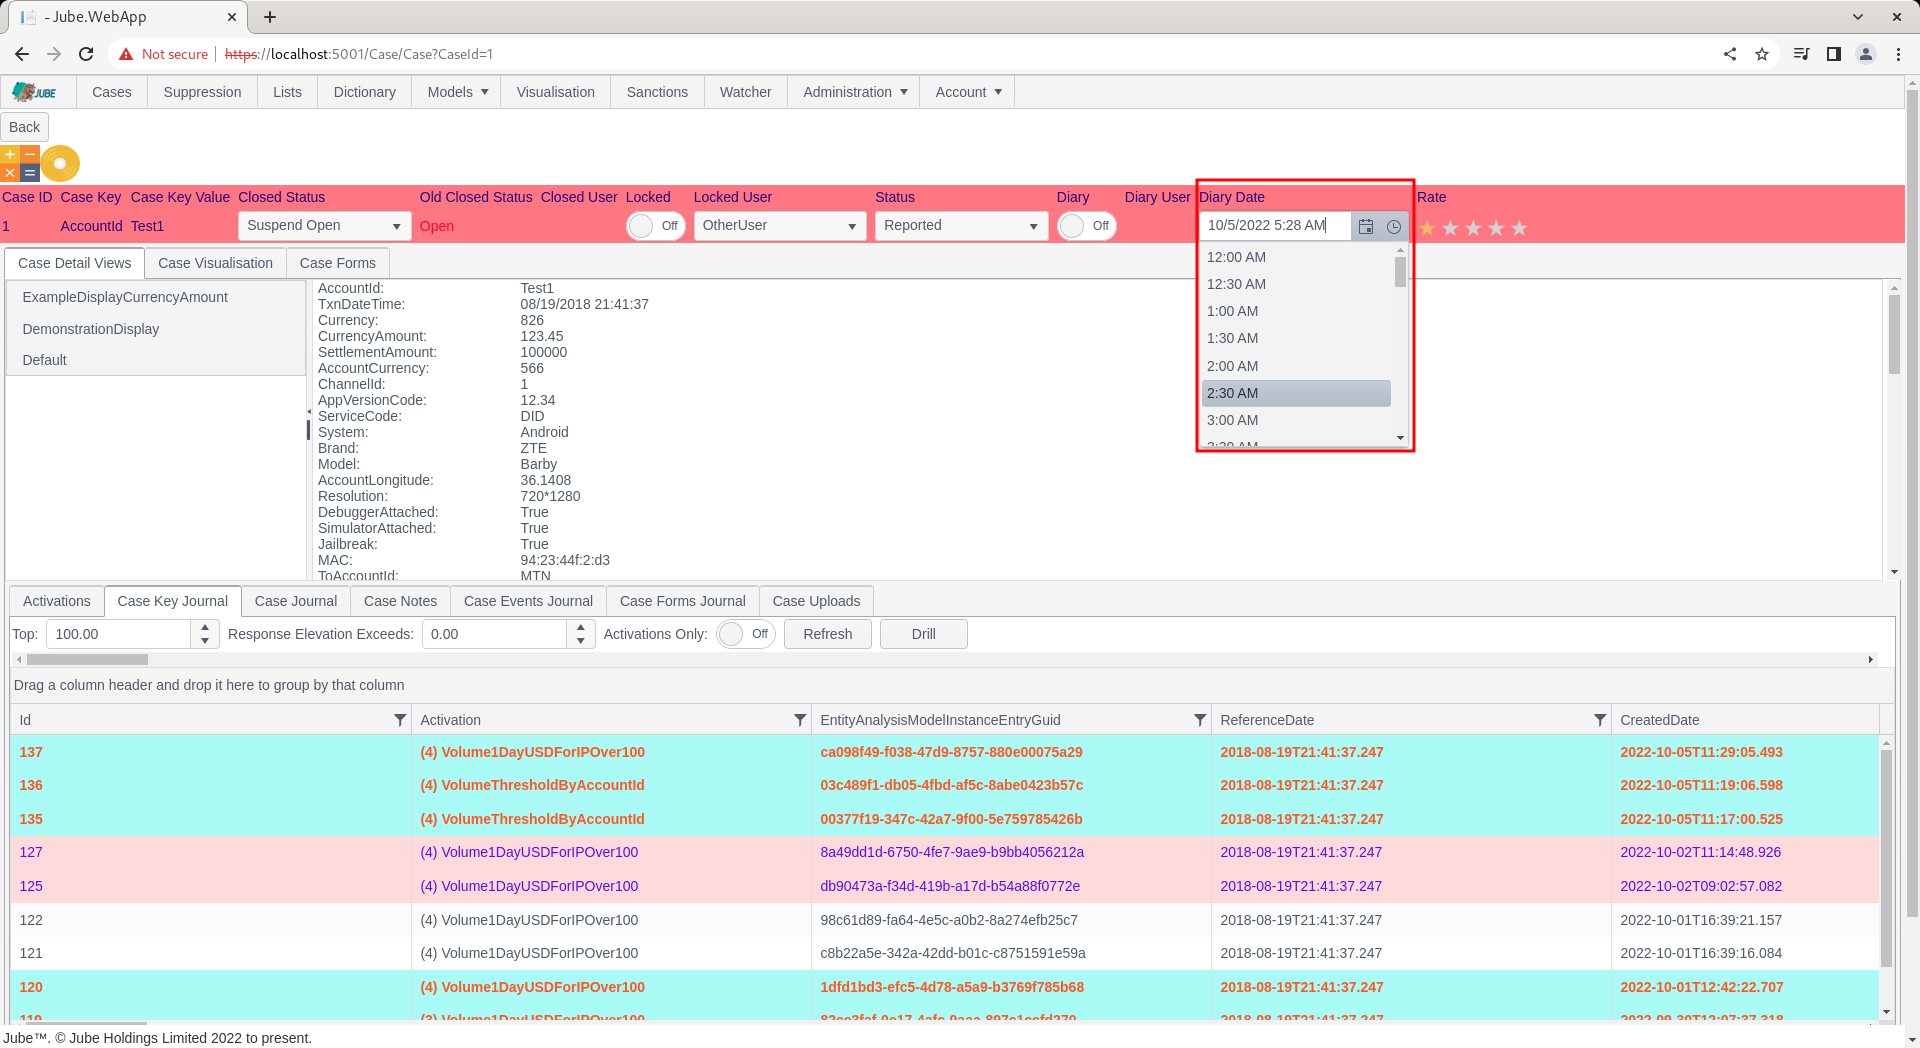 - Jube.WebApp
Not secure https://localhost:5001/Case/Case?CaseId=1
JUBE Cases Suppression Lists Dictionary Models Visualisation Sanctions Watcher Administration Account
Back
Case ID Case Key Case Key Value Closed Status Old Closed Status Closed User Locked Locked User Status Diary Diary User Diary Date Rate
1 AccountId Test1 Suspend Open Open Off OtherUser Reported Off 10/5/2022 5:28 AM
12:00 AM
12:30 AM
1:00 AM
1:30 AM
2:00 AM
2:30 AM
3:00 AM
3:30 AM
Case Detail Views Case Visualisation Case Forms
ExampleDisplayCurrencyAmount
DemonstrationDisplay
Default
AccountId: Test1
TxnDateTime: 08/19/2018 21:41:37
Currency: 826
CurrencyAmount: 123.45
SettlementAmount: 100000
AccountCurrency: 566
ChannelId: 1
AppVersionCode: 12.34
ServiceCode: DID
System: Android
Brand: ZTE
Model: Barby
AccountLongitude: 36.1408
Resolution: 720*1280
DebuggerAttached: True
SimulatorAttached: True
Jailbreak: True
MAC: 94:23:44f:2:d3
ToAccountId: MTN
Activations Case Key Journal Case Journal Case Notes Case Events Journal Case Forms Journal Case Uploads
Top: 100.00 Response Elevation Exceeds: 0.00 Activations Only: Off Refresh Drill
Drag a column header and drop it here to group by that column
Id Activation EntityAnalysisModelInstanceEntryGuid ReferenceDate CreatedDate
137 (4) Volume1DayUSDForIPOver100 ca098f49-f038-47d9-8757-880e00075a29 2018-08-19T21:41:37.247 2022-10-05T11:29:05.493
136 (4) VolumeThresholdByAccountId 03c489f1-db05-4fbd-af5c-8abe0423b57c 2018-08-19T21:41:37.247 2022-10-05T11:19:06.598
135 (4) VolumeThresholdByAccountId 00377f19-347c-42a7-9f00-5e759785426b 2018-08-19T21:41:37.247 2022-10-05T11:17:00.525
127 (4) Volume1DayUSDForIPOver100 8a49dd1d-6750-4fe7-9ae9-b9bb4056212a 2018-08-19T21:41:37.247 2022-10-02T11:14:48.926
125 (4) Volume1DayUSDForIPOver100 db90473a-f34d-419b-a17d-b54a88f0772e 2018-08-19T21:41:37.247 2022-10-02T09:02:57.082
122 (4) Volume1DayUSDForIPOver100 98c61d89-fa64-4e5c-a0b2-8a274efb25c7 2018-08-19T21:41:37.247 2022-10-01T16:39:21.157
121 (4) Volume1DayUSDForIPOver100 c8b22a5e-342a-42dd-b01c-c8751591e59a 2018-08-19T21:41:37.247 2022-10-01T16:39:16.084
120 (4) Volume1DayUSDForIPOver100 1dfd1bd3-efc5-4d78-a5a9-b3769f785b68 2018-08-19T21:41:37.247 2022-10-01T12:42:22.707
Jube™. © Jube Holdings Limited 2022 to present.